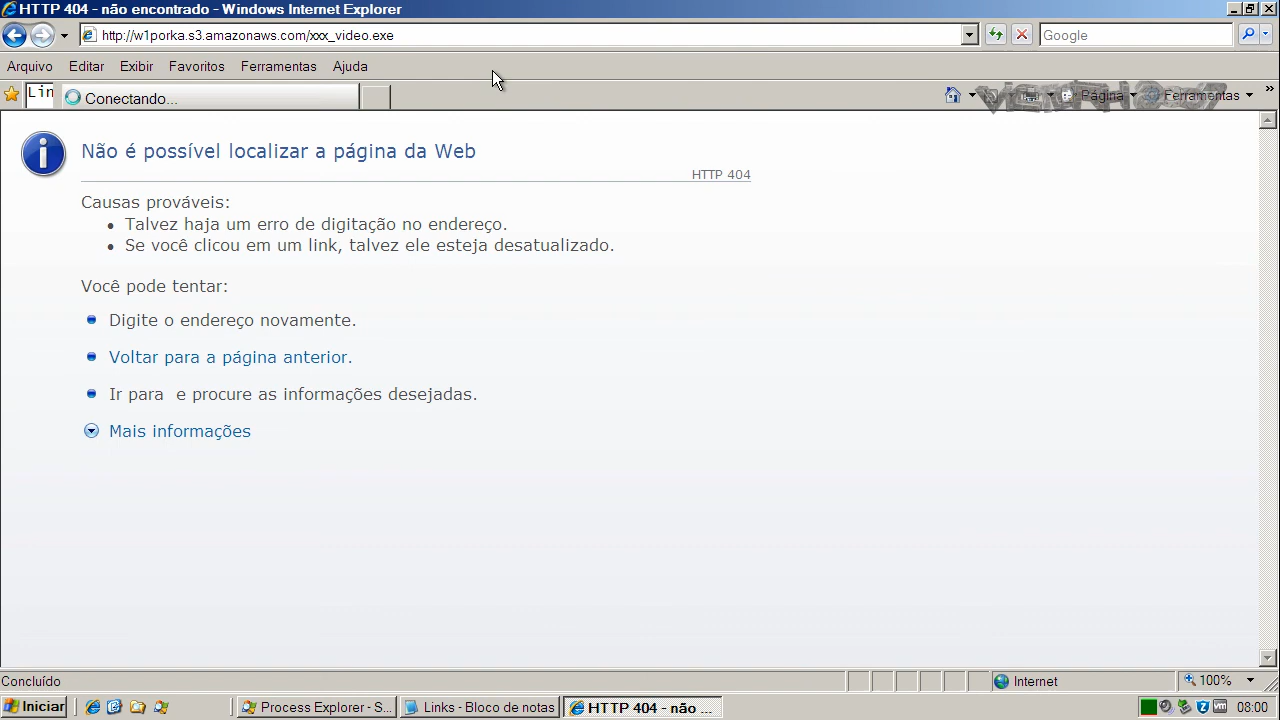 HTTP 404 - não encontrado - Windows Internet Explorer
http://w1porka.s3.amazonaws.com/xxx_video.exe
Google
Arquivo Editar Exibir Favoritos Ferramentas Ajuda
Lin
Conectando...
Página Ferramentas »
Não é possível localizar a página da Web
HTTP 404
Causas prováveis:
Talvez haja um erro de digitação no endereço.
Se você clicou em um link, talvez ele esteja desatualizado.
Você pode tentar:
Digite o endereço novamente.
Voltar para a página anterior.
Ir para e procure as informações desejadas.
Mais informações
Concluído
Internet
100%
Iniciar
Process Explorer - S...
Links - Bloco de notas
HTTP 404 - não ...
08:00